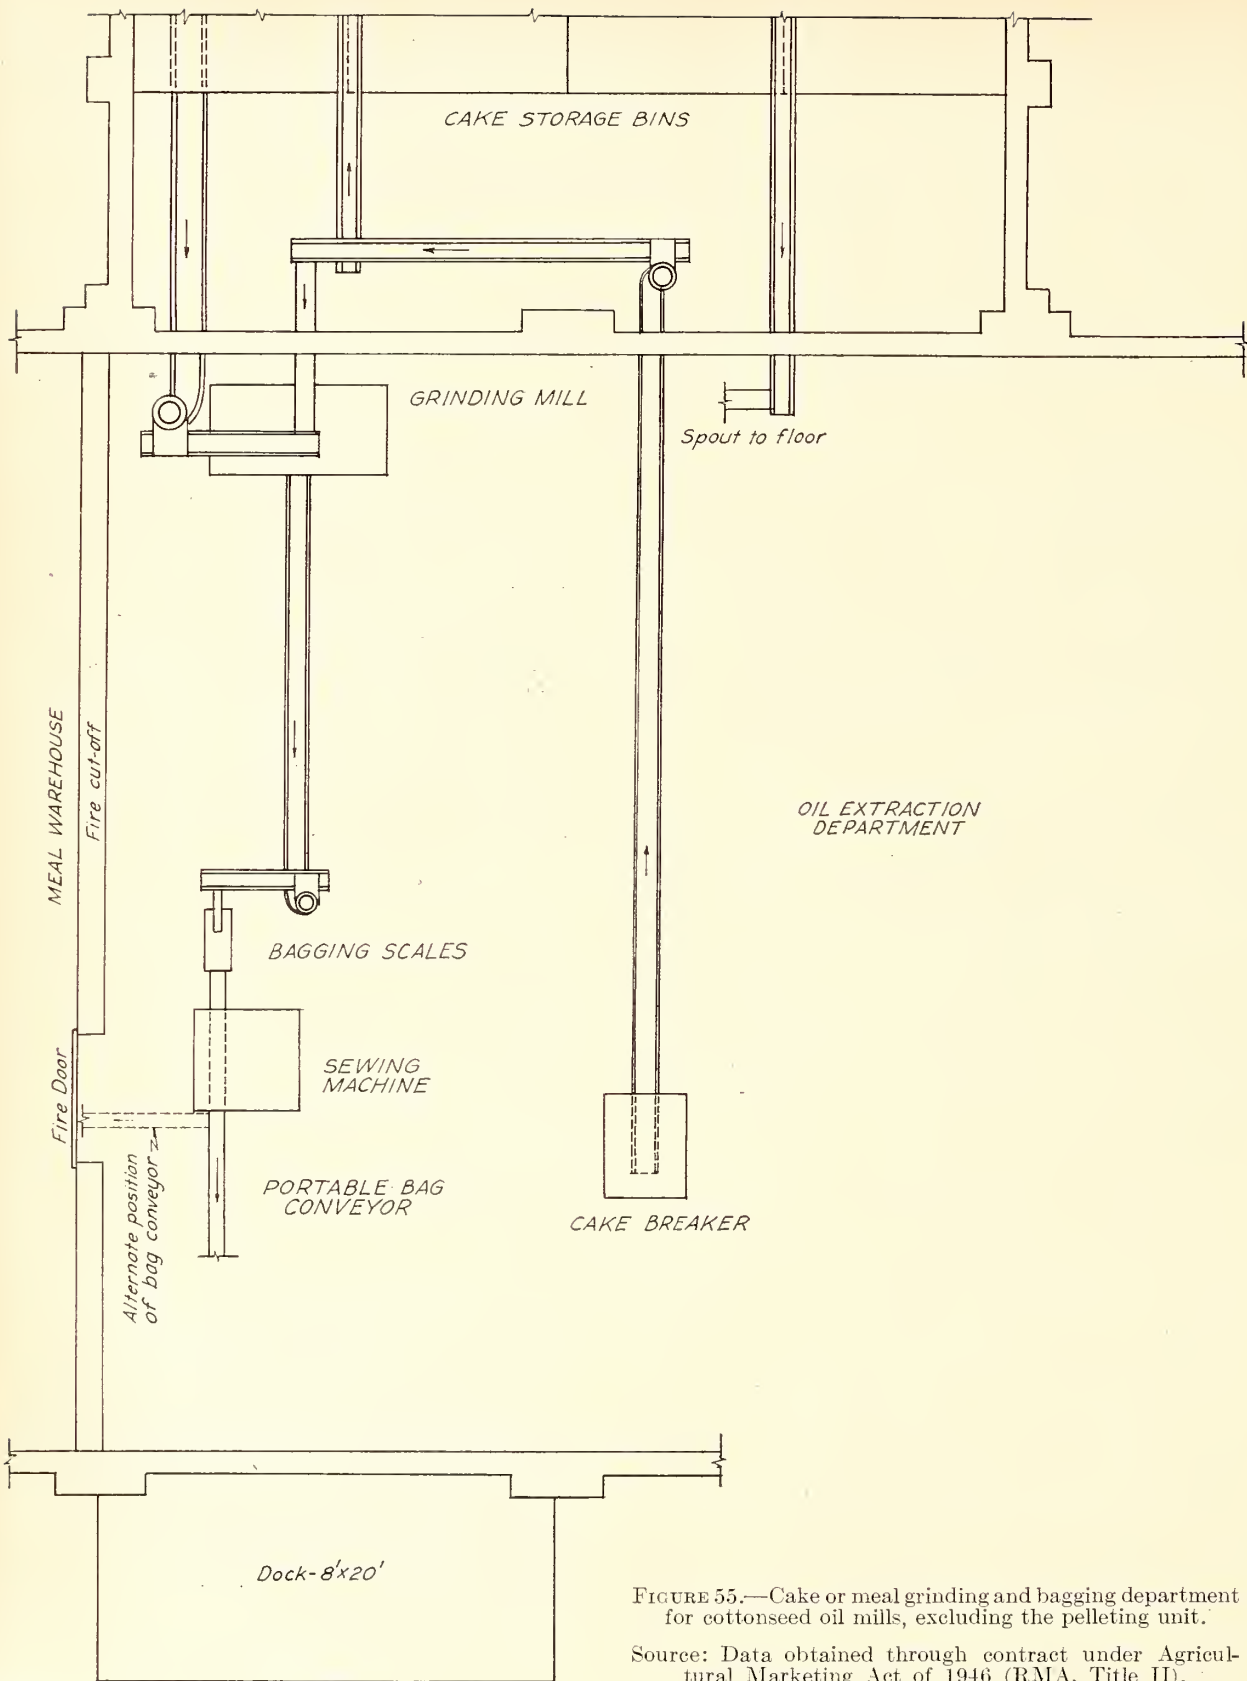 CAKE STORAGE BINS
GRINDING MILL
Spout to floor
MEAL WAREHOUSE
Fire cut-off
OIL EXTRACTION
DEPARTMENT
BAGGING SCALES
SEWING
MACHINE
Fire Door
Alternate position
of bag conveyor
PORTABLE BAG
CONVEYOR
CAKE BREAKER
Dock-8'x20'
FIGURE 55.—Cake or meal grinding and bagging department
for cottonseed oil mills, excluding the pelleting unit.
Source: Data obtained through contract under Agricul-
tural Marketing Act of 1946 (RMA, Title II).